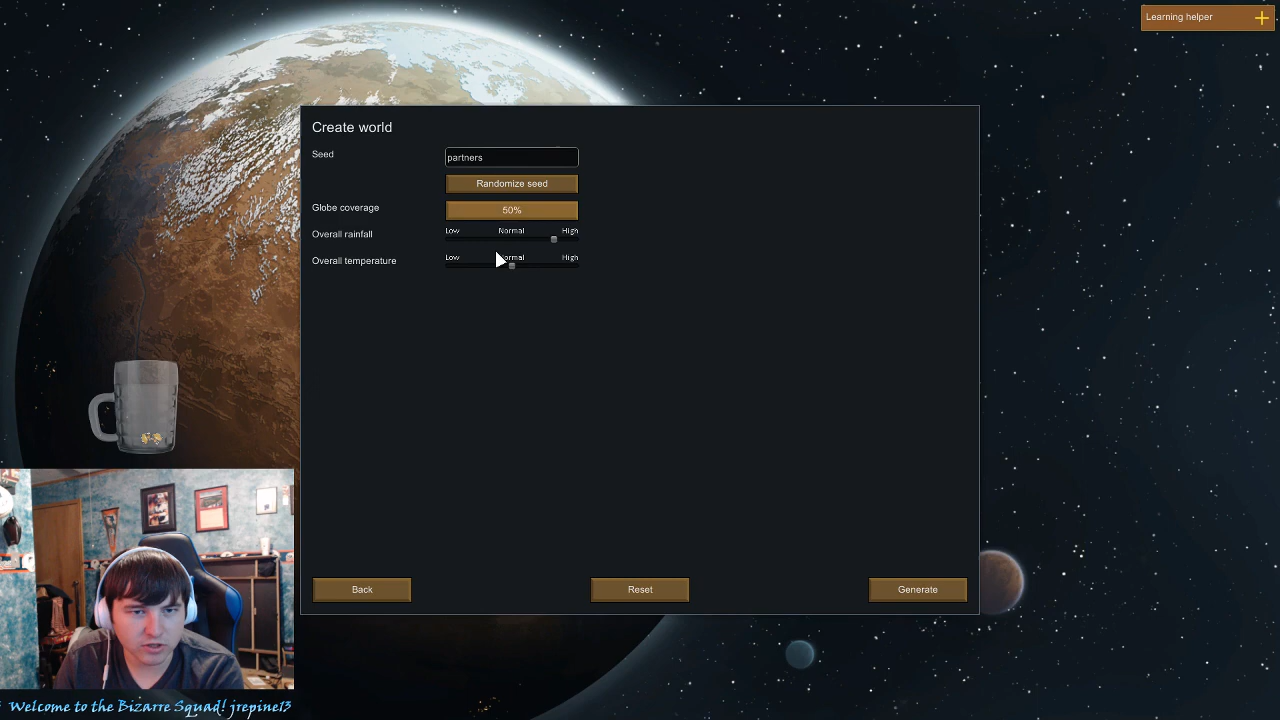 Learning helper
Create world
Seed
partners
Randomize seed
Globe coverage
50%
Overall rainfall
Low Normal High
Overall temperature
Low Normal High
Back
Reset
Generate
Welcome to the Bizarre Squad! jrepine13